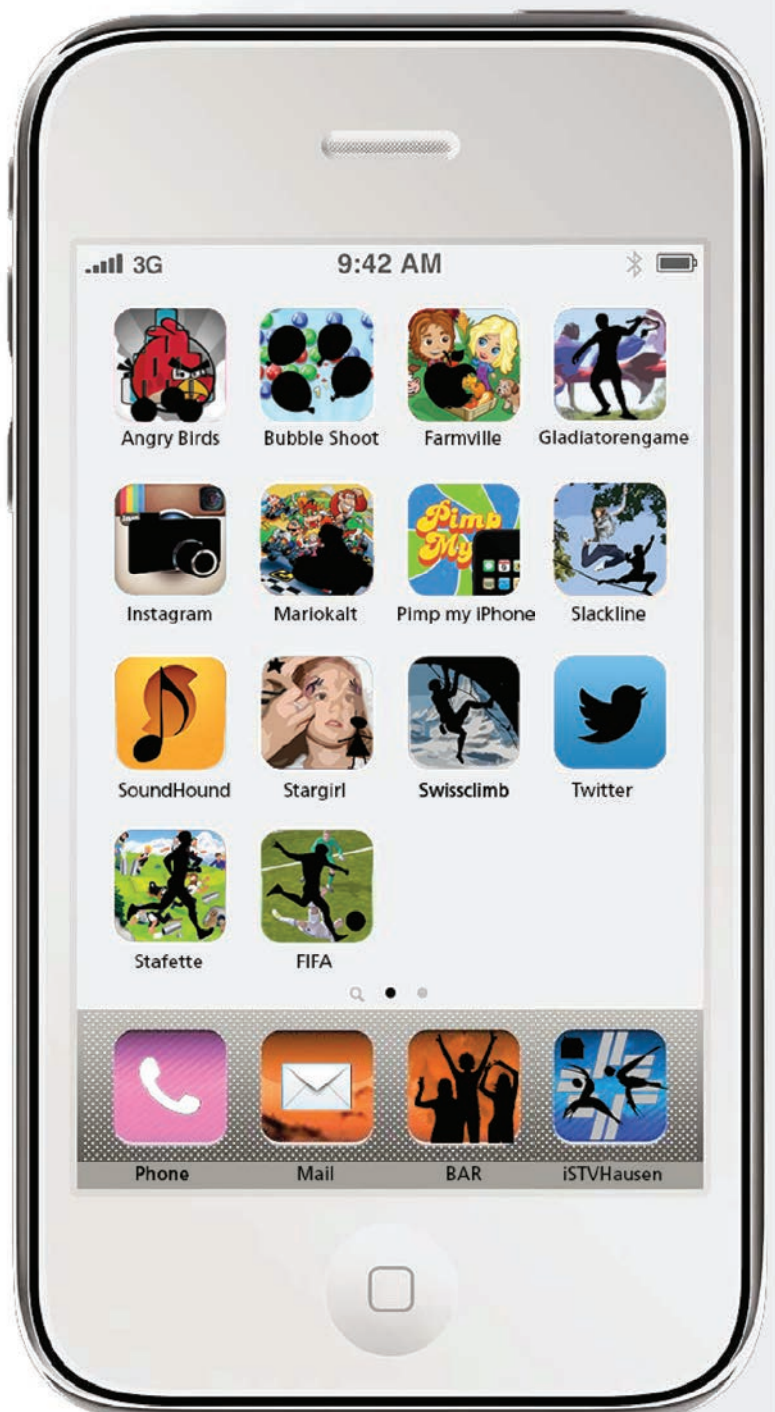 3G 9:42 AM
Angry Birds Bubble Shoot Farmville Gladiatorengame
Pimp
My
Instagram Mariokalt Pimp my iPhone Slackline
SoundHound Stargirl Swissclimb Twitter
Stafette FIFA
Phone Mail BAR iSTVHausen